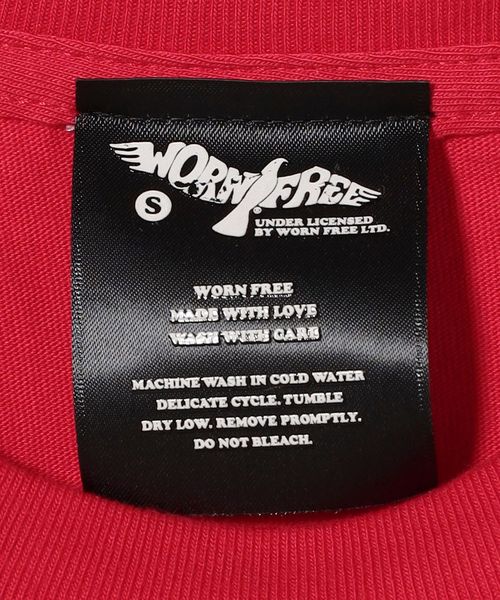 WORN FREE
S
®
UNDER LICENSED
BY WORN FREE LTD.
WORN FREE
MADE WITH LOVE
WASH WITH CARE
MACHINE WASH IN COLD WATER
DELICATE CYCLE. TUMBLE
DRY LOW. REMOVE PROMPTLY.
DO NOT BLEACH.